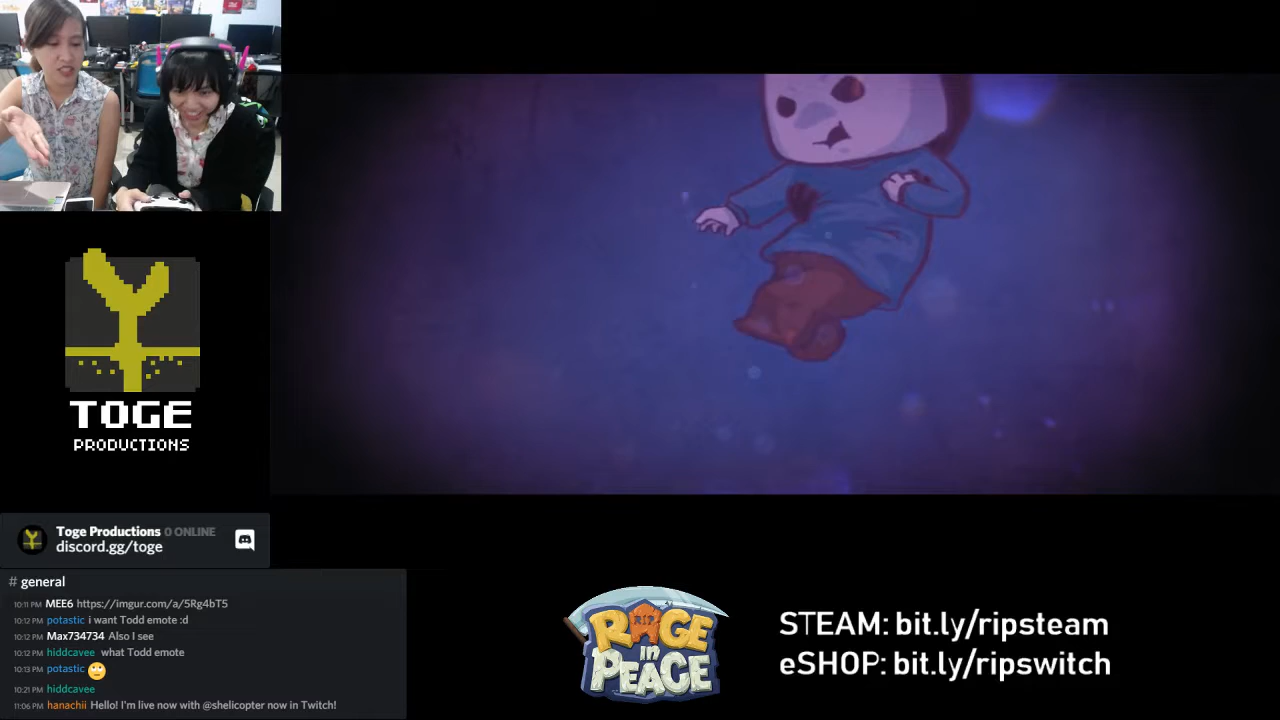 TOGE
PRODUCTIONS
Toge Productions 0 ONLINE
discord.gg/toge
# general
10:11 PM MEE6 https://imgur.com/a/5Rg4bT5
10:12 PM potastic i want Todd emote :d
10:12 PM Max734734 Also I see
10:12 PM hiddcavee what Todd emote
10:13 PM potastic 🙄
10:21 PM hiddcavee
11:06 PM hanachii Hello! I'm live now with @shelicopter now in Twitch!
RIP
RAGE
in
PEACE
STEAM: bit.ly/ripsteam
eSHOP: bit.ly/ripswitch